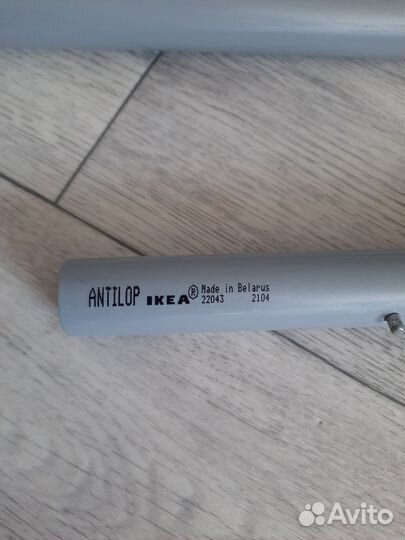 ANTILOP IKEA® Made in Belarus
22043 2104
Avito